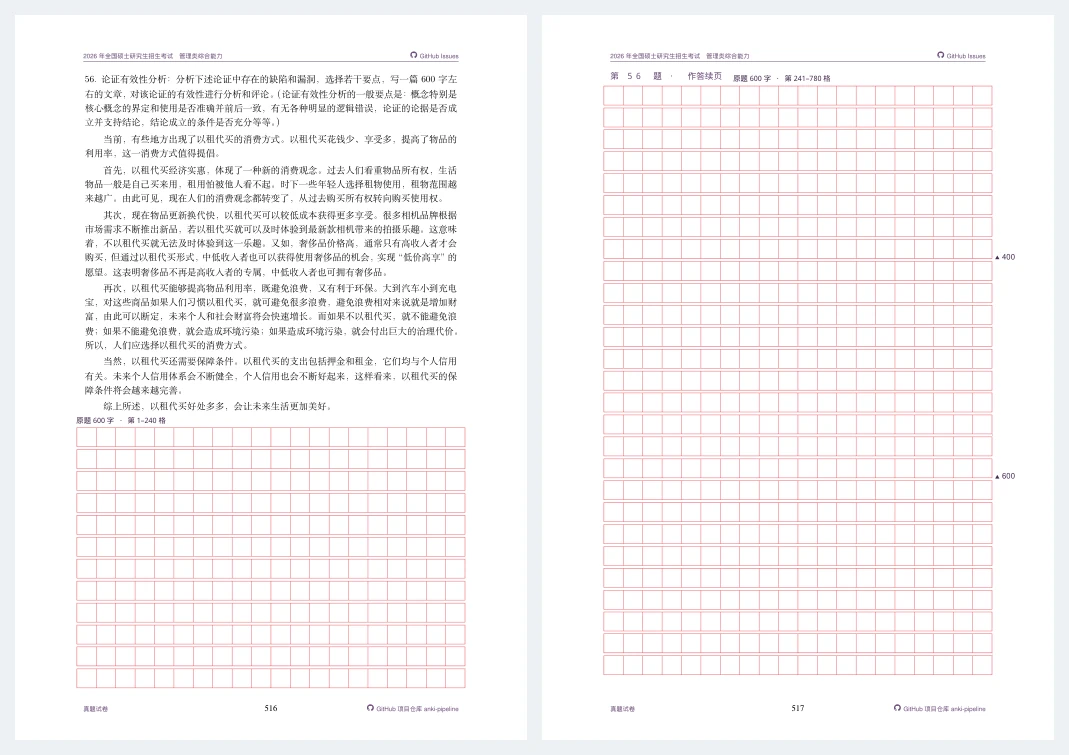 2026 年全国硕士研究生招生考试 管理类综合能力
GitHub Issues
56. 论证有效性分析：分析下述论证中存在的缺陷和漏洞，选择若干要点，写一篇 600 字左
右的文章，对该论证的有效性进行分析和评论。（论证有效性分析的一般要点是：概念特别是
核心概念的界定和使用是否准确并前后一致，有无各种明显的逻辑错误，论证的论据是否成
立并支持结论，结论成立的条件是否充分等等。）
当前，有些地方出现了以租代买的消费方式。以租代买花钱少、享受多，提高了物品的
利用率，这一消费方式值得提倡。
首先，以租代买经济实惠，体现了一种新的消费观念。过去人们看重物品所有权，生活
物品一般是自己买来用，租用怕被他人看不起。时下一些年轻人选择租物使用，租物范围越
来越广。由此可见，现在人们的消费观念都转变了，从过去购买所有权转向购买使用权。
其次，现在物品更新换代快，以租代买可以较低成本获得更多享受。很多相机品牌根据
市场需求不断推出新品，若以租代买就可以及时体验到最新款相机带来的拍摄乐趣。这意味
着，不以租代买就无法及时体验到这一乐趣。又如，奢侈品价格高，通常只有高收入者才会
购买，但通过以租代买形式，中低收入者也可以获得使用奢侈品的机会，实现“低价高享”的
愿望。这表明奢侈品不再是高收入者的专属，中低收入者也可拥有奢侈品。
再次，以租代买能够提高物品利用率，既避免浪费，又有利于环保。大到汽车小到充电
宝，对这些商品如果人们习惯以租代买，就可避免很多浪费，避免浪费相对来说就是增加财
富，由此可以断定，未来个人和社会财富将会快速增长。而如果不以租代买，就不能避免浪
费；如果不能避免浪费，就会造成环境污染；如果造成环境污染，就会付出巨大的治理代价。
所以，人们应选择以租代买的消费方式。
当然，以租代买还需要保障条件。以租代买的支出包括押金和租金，它们均与个人信用
有关。未来个人信用体系会不断健全，个人信用也会不断好起来，这样看来，以租代买的保
障条件将会越来越完善。
综上所述，以租代买好处多多，会让未来生活更加美好。
原题 600 字 · 第 1–240 格
真题试卷
516
GitHub 项目仓库 anki-pipeline
2026 年全国硕士研究生招生考试 管理类综合能力
GitHub Issues
第 56 题 · 作答续页 原题 600 字 · 第 241–780 格
▲ 400
▲ 600
真题试卷
517
GitHub 项目仓库 anki-pipeline